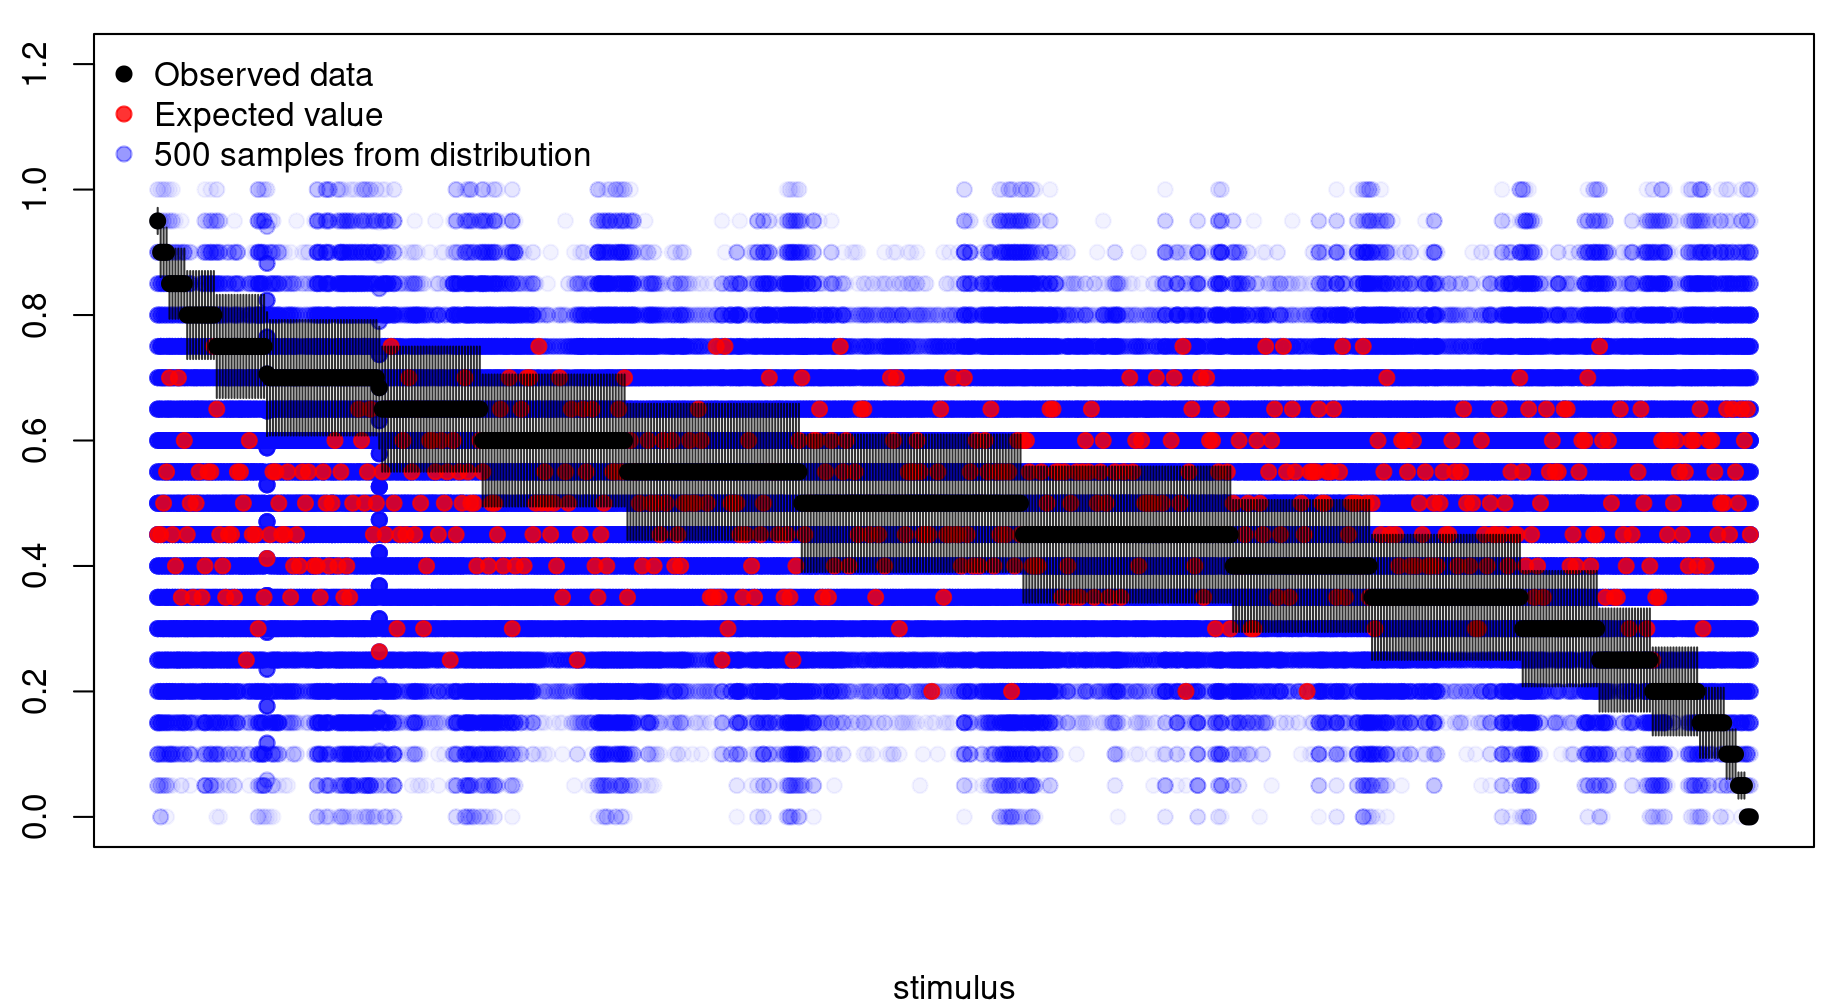 1.2
1.0
0.8
0.6
0.4
0.2
0.0
Observed data
Expected value
500 samples from distribution
stimulus